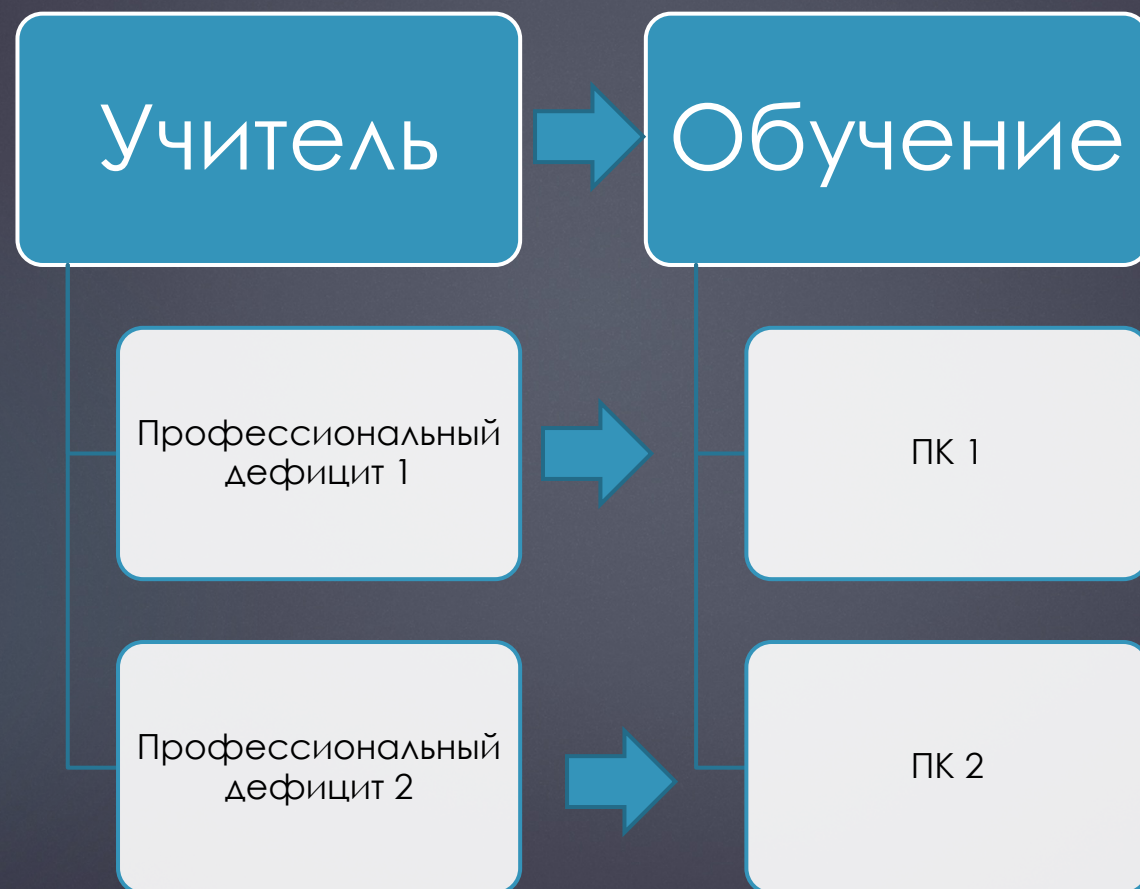 Учитель
Обучение
Профессиональный
дефицит 1
ПК 1
Профессиональный
дефицит 2
ПК 2